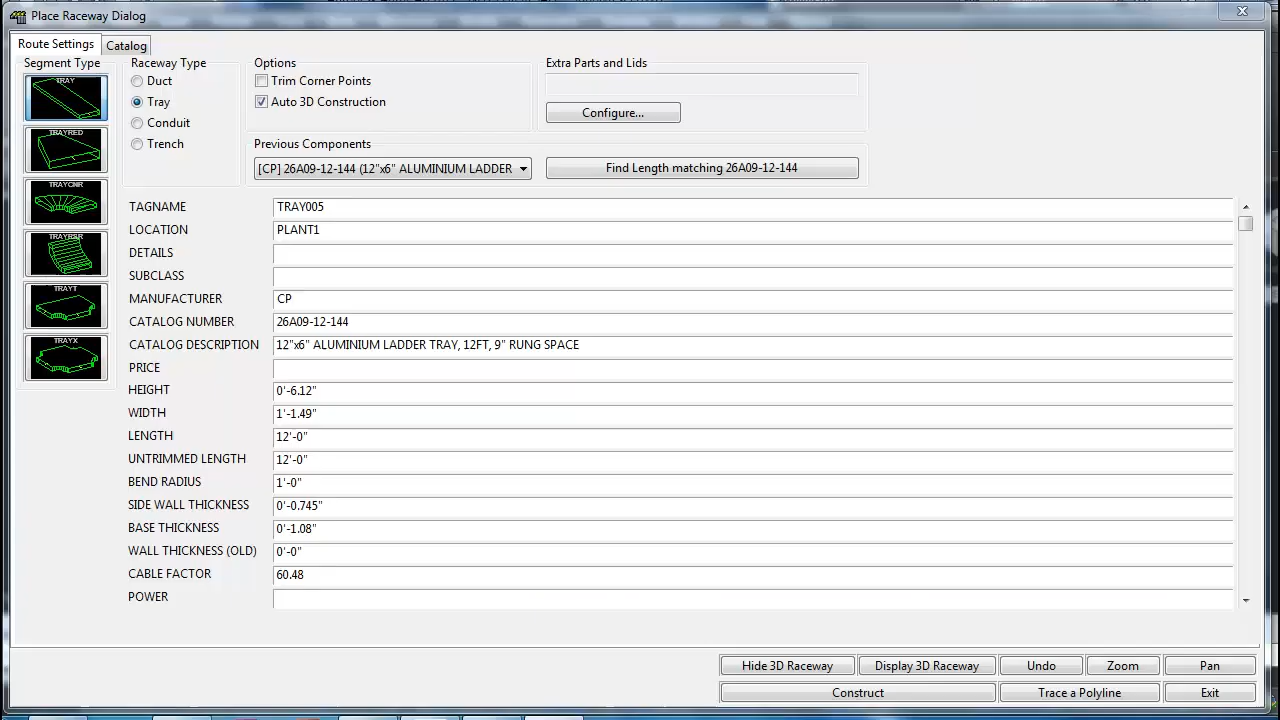 Place Raceway Dialog
Route Settings
Catalog
Segment Type
TRAY
TRAYRED
TRAYCNR
TRAYRSR
TRAYT
TRAYX
Raceway Type
Duct
Tray
Conduit
Trench
Options
Trim Corner Points
Auto 3D Construction
Extra Parts and Lids
Configure...
Previous Components
[CP] 26A09-12-144 (12"x6" ALUMINIUM LADDER
Find Length matching 26A09-12-144
TAGNAME TRAY005
LOCATION PLANT1
DETAILS
SUBCLASS
MANUFACTURER CP
CATALOG NUMBER 26A09-12-144
CATALOG DESCRIPTION 12"x6" ALUMINIUM LADDER TRAY, 12FT, 9" RUNG SPACE
PRICE
HEIGHT 0'-6.12"
WIDTH 1'-1.49"
LENGTH 12'-0"
UNTRIMMED LENGTH 12'-0"
BEND RADIUS 1'-0"
SIDE WALL THICKNESS 0'-0.745"
BASE THICKNESS 0'-1.08"
WALL THICKNESS (OLD) 0'-0"
CABLE FACTOR 60.48
POWER
Hide 3D Raceway Display 3D Raceway Undo Zoom Pan
Construct Trace a Polyline Exit